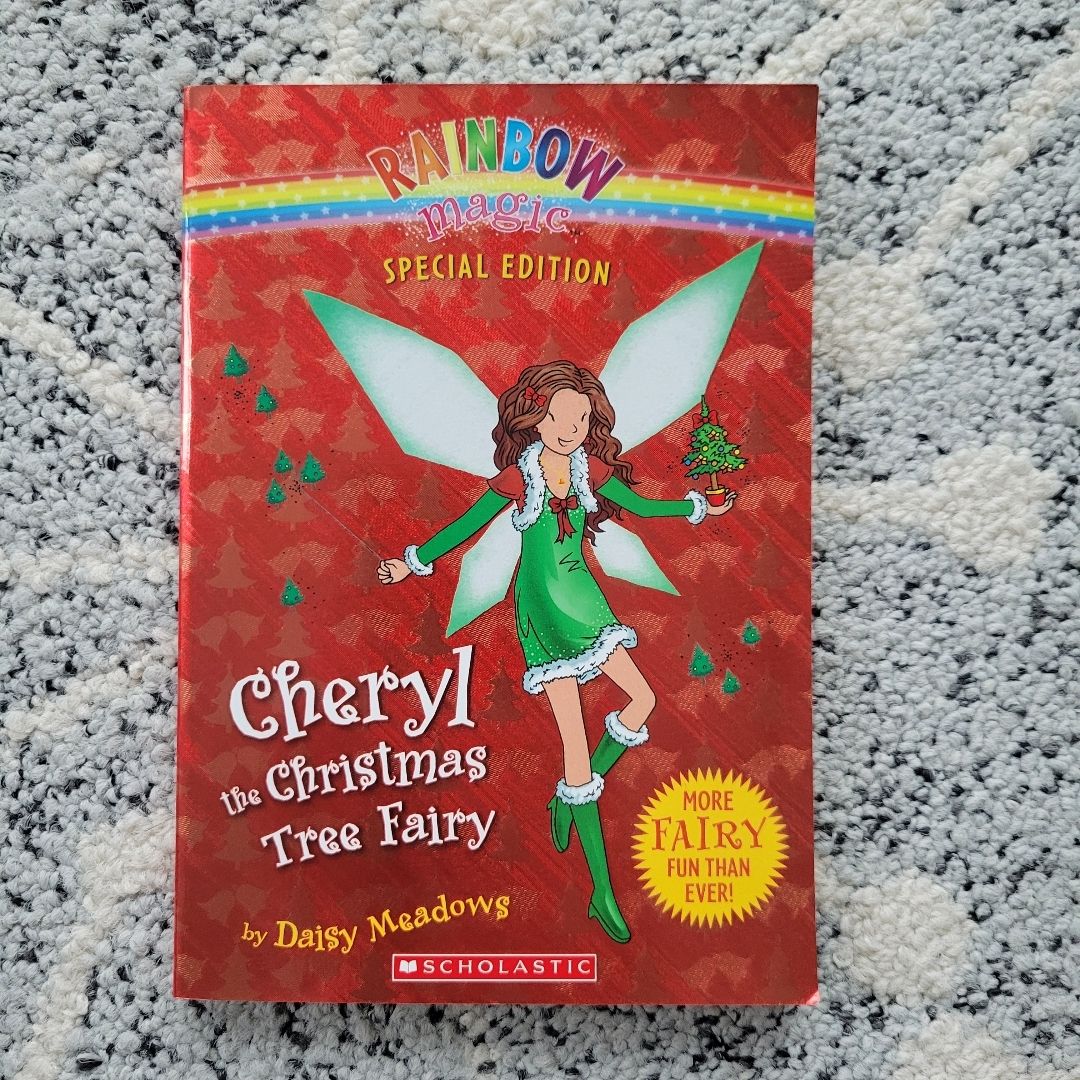 RAINBOW
magic
SPECIAL EDITION
Cheryl
the Christmas
Tree Fairy
by Daisy Meadows
MORE
FAIRY
FUN THAN
EVER!
SCHOLASTIC